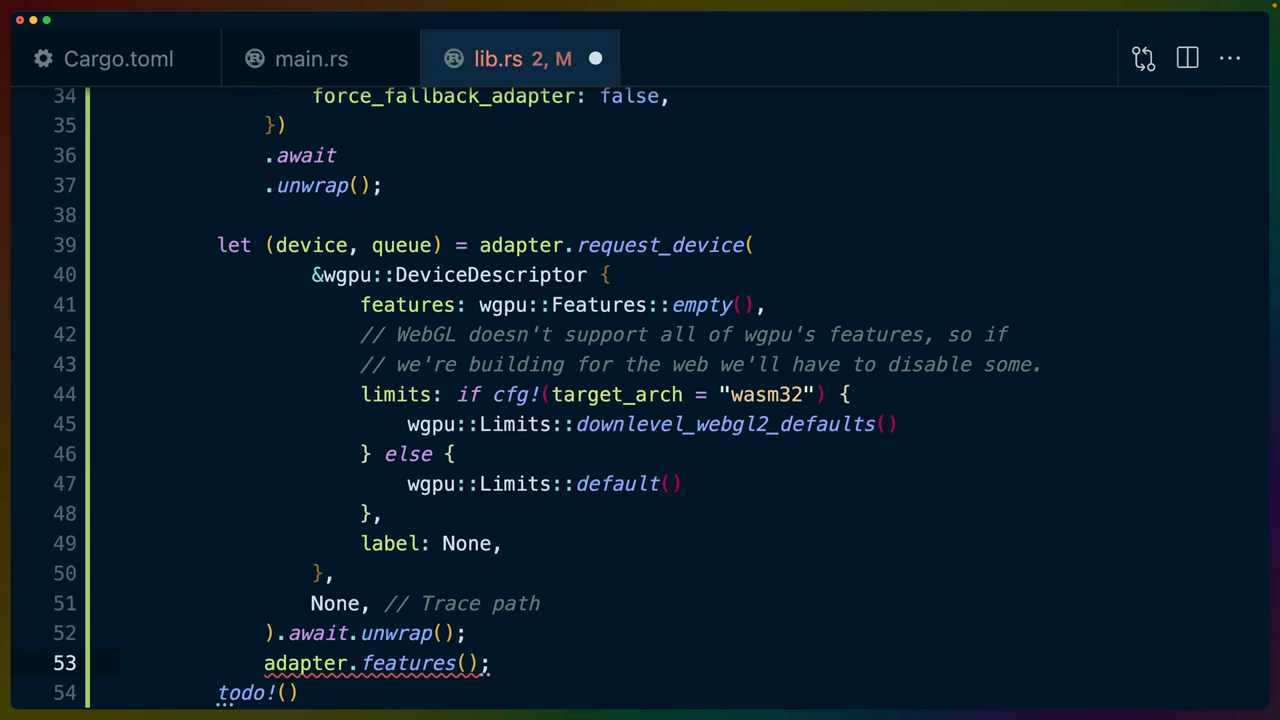 Cargo.toml
main.rs
lib.rs 2, M
34 force_fallback_adapter: false,
35 })
36 .await
37 .unwrap();
38
39 let (device, queue) = adapter.request_device(
40 &wgpu::DeviceDescriptor {
41 features: wgpu::Features::empty(),
42 // WebGL doesn't support all of wgpu's features, so if
43 // we're building for the web we'll have to disable some.
44 limits: if cfg!(target_arch = "wasm32") {
45 wgpu::Limits::downlevel_webgl2_defaults()
46 } else {
47 wgpu::Limits::default()
48 },
49 label: None,
50 },
51 None, // Trace path
52 ).await.unwrap();
53 adapter.features();
54 todo!()